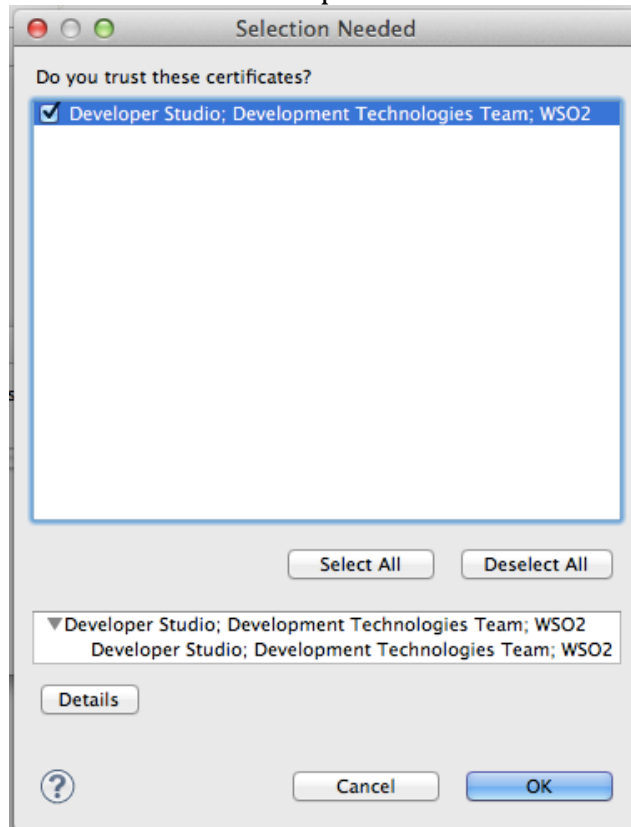 Selection Needed
Do you trust these certificates?
Developer Studio; Development Technologies Team; WSO2
Select All
Deselect All
Developer Studio; Development Technologies Team; WSO2
Developer Studio; Development Technologies Team; WSO2
Details
?
Cancel
OK